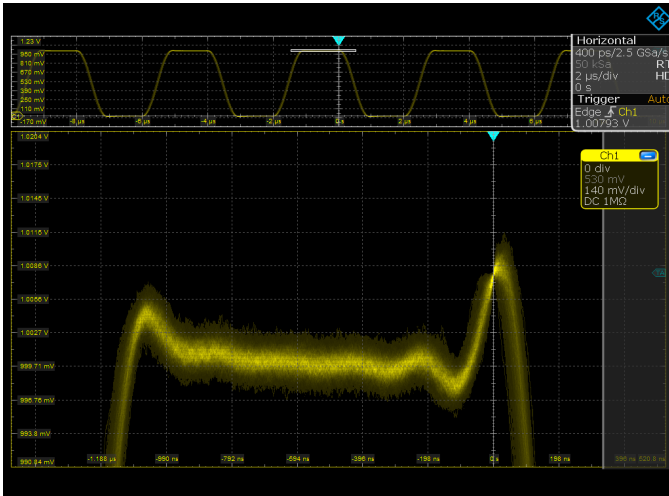 Horizontal
400 ps/2.5 GSa/s
50 kSa RT
2 µs/div HD
0 s
Trigger Auto
Edge Ch1
1.00793 V
1.23 V
950 mV
810 mV
670 mV
530 mV
390 mV
250 mV
110 mV
-170 mV
-8 µs
-6 µs
-4 µs
-2 µs
0 s
2 µs
4 µs
6 µs
1.0204 V
1.0175 V
1.0145 V
1.0116 V
1.0086 V
1.0056 V
1.0027 V
999.71 mV
996.76 mV
993.8 mV
990.84 mV
Ch1
0 div
530 mV
140 mV/div
DC 1MΩ
TA
-1.188 µs
-990 ns
-792 ns
-594 ns
-396 ns
-198 ns
0 s
198 ns
396 ns